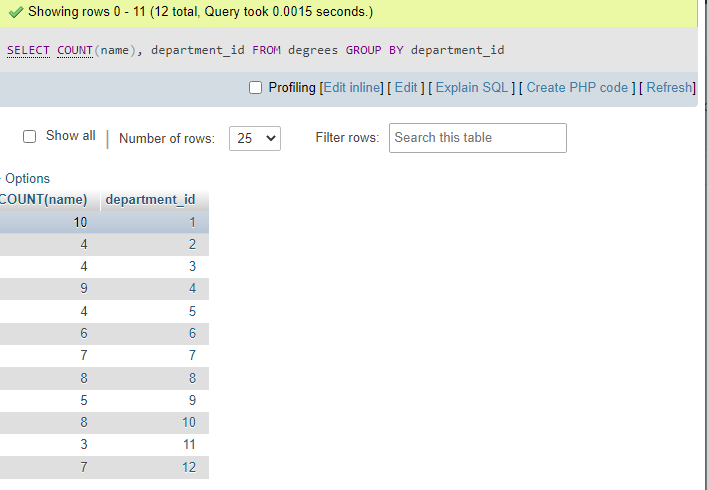 Showing rows 0 - 11 (12 total, Query took 0.0015 seconds.)
SELECT COUNT(name), department_id FROM degrees GROUP BY department_id
Profiling [Edit inline] [ Edit ] [ Explain SQL ] [ Create PHP code ] [ Refresh]
Show all | Number of rows: 25 Filter rows: Search this table
Options
COUNT(name) department_id
10 1
4 2
4 3
9 4
4 5
6 6
7 7
8 8
5 9
8 10
3 11
7 12